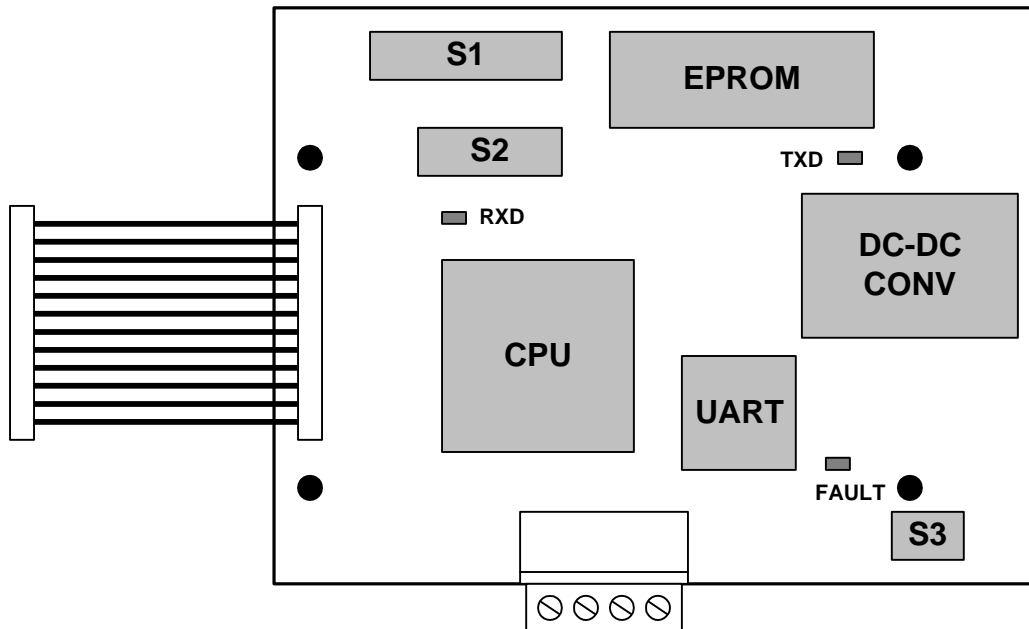 S1
EPROM
S2
TXD
RXD
DC-DC
CONV
CPU
UART
FAULT
S3